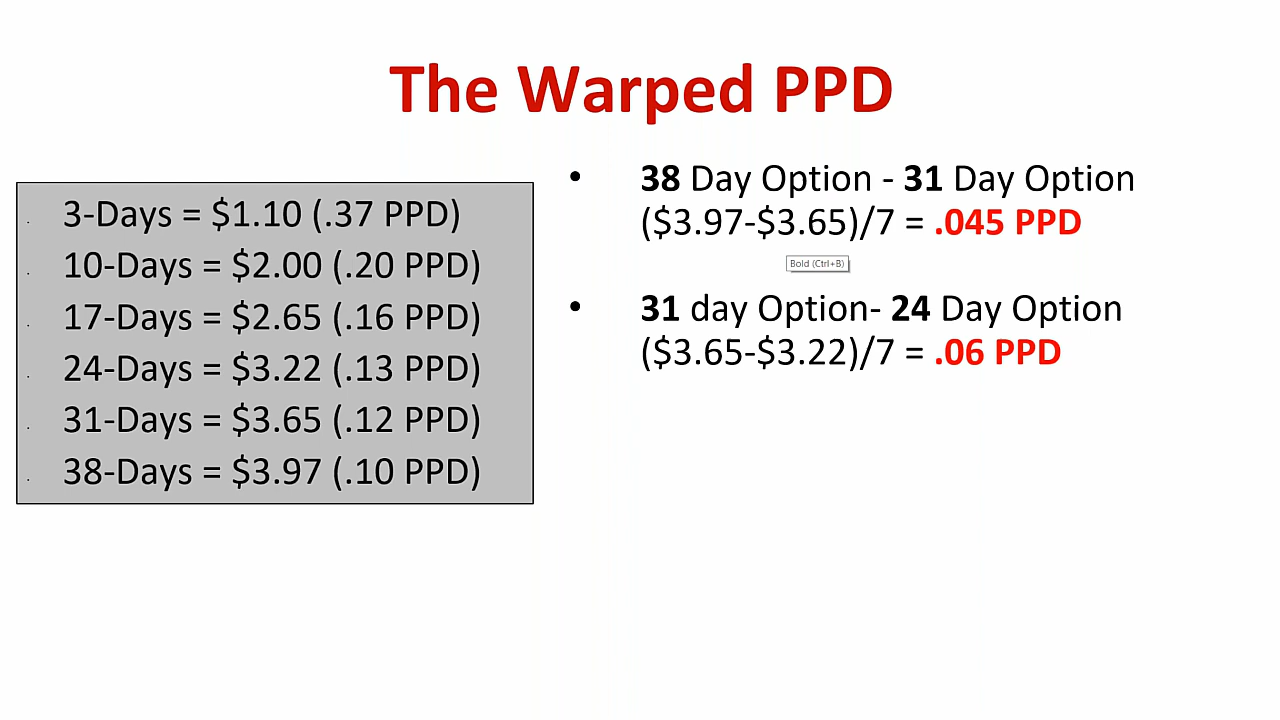 The Warped PPD
3-Days = $1.10 (.37 PPD)
10-Days = $2.00 (.20 PPD)
17-Days = $2.65 (.16 PPD)
24-Days = $3.22 (.13 PPD)
31-Days = $3.65 (.12 PPD)
38-Days = $3.97 (.10 PPD)
• 38 Day Option - 31 Day Option
($3.97-$3.65)/7 = .045 PPD
Bold (Ctrl+B)
• 31 day Option- 24 Day Option
($3.65-$3.22)/7 = .06 PPD